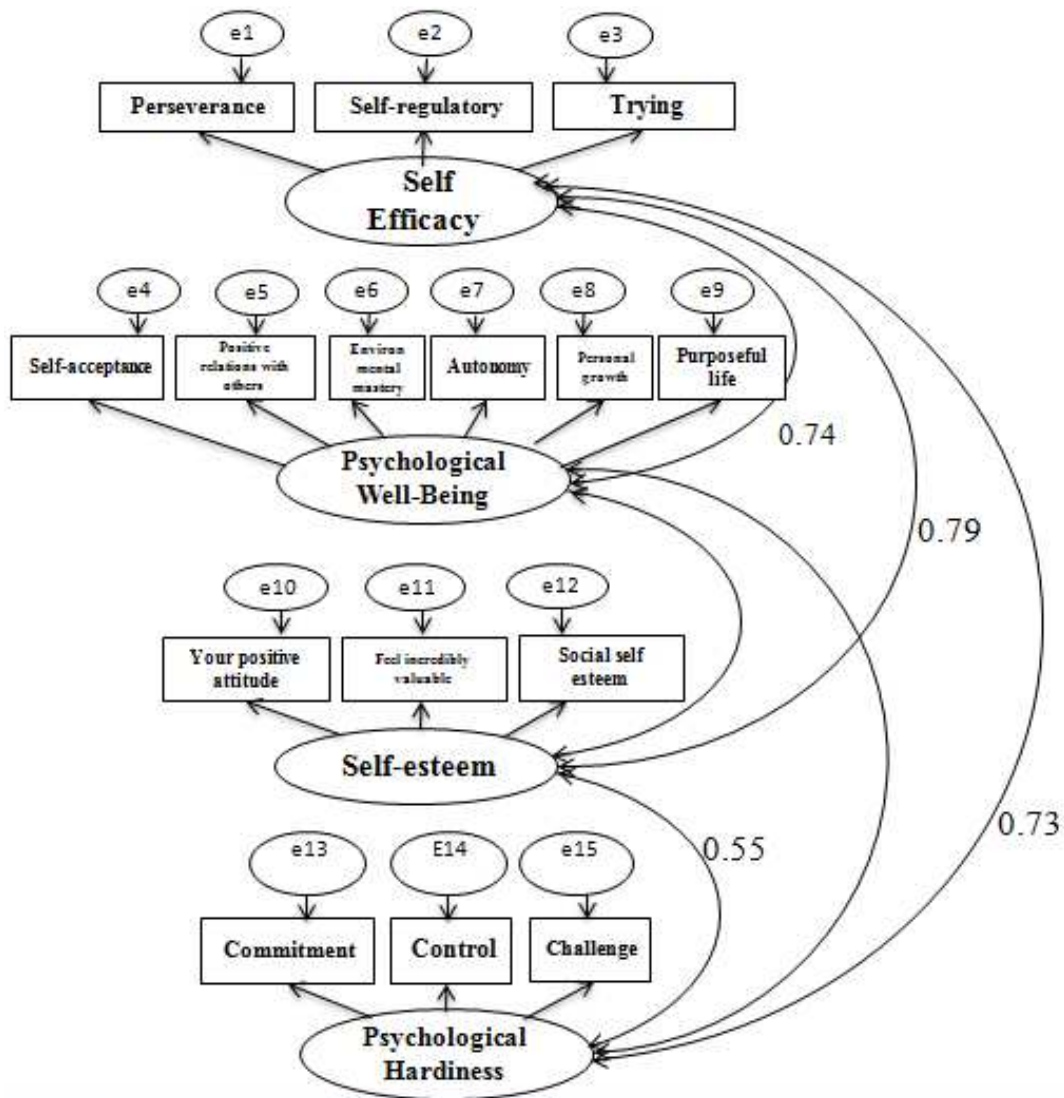 e1
e2
e3
Perseverance
Self-regulatory
Trying
Self
Efficacy
e4
e5
e6
e7
e8
e9
Self-acceptance
Positive
relations with
others
Environ
mental
mastery
Autonomy
Personal
growth
Purposeful
life
0.74
Psychological
Well-Being
0.79
e10
e11
e12
Your positive
attitude
Feel incredibly
valuable
Social self
esteem
Self-esteem
0.73
0.55
e13
E14
e15
Commitment
Control
Challenge
Psychological
Hardiness